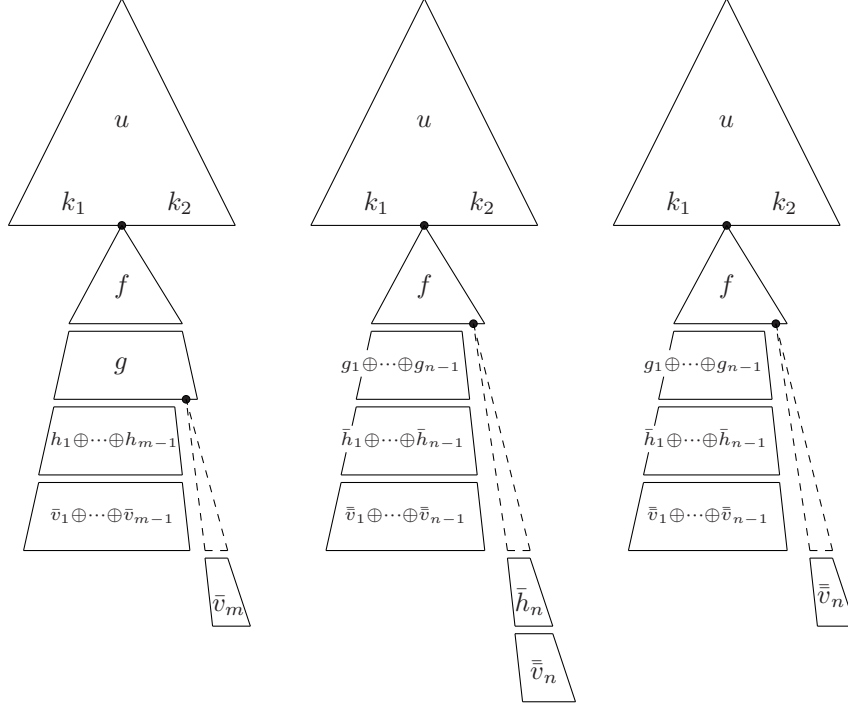 u u u
k₁ k₂ k₁ k₂ k₁ k₂
f f f
g g₁⊕⋯⊕gₙ₋₁ g₁⊕⋯⊕gₙ₋₁
h₁⊕⋯⊕hₘ₋₁ h̄₁⊕⋯⊕h̄ₙ₋₁ h̄₁⊕⋯⊕h̄ₙ₋₁
v̄₁⊕⋯⊕v̄ₘ₋₁ v̿₁⊕⋯⊕v̿ₙ₋₁ v̿₁⊕⋯⊕v̿ₙ₋₁
v̄ₘ h̄ₙ v̿ₙ
v̿ₙ